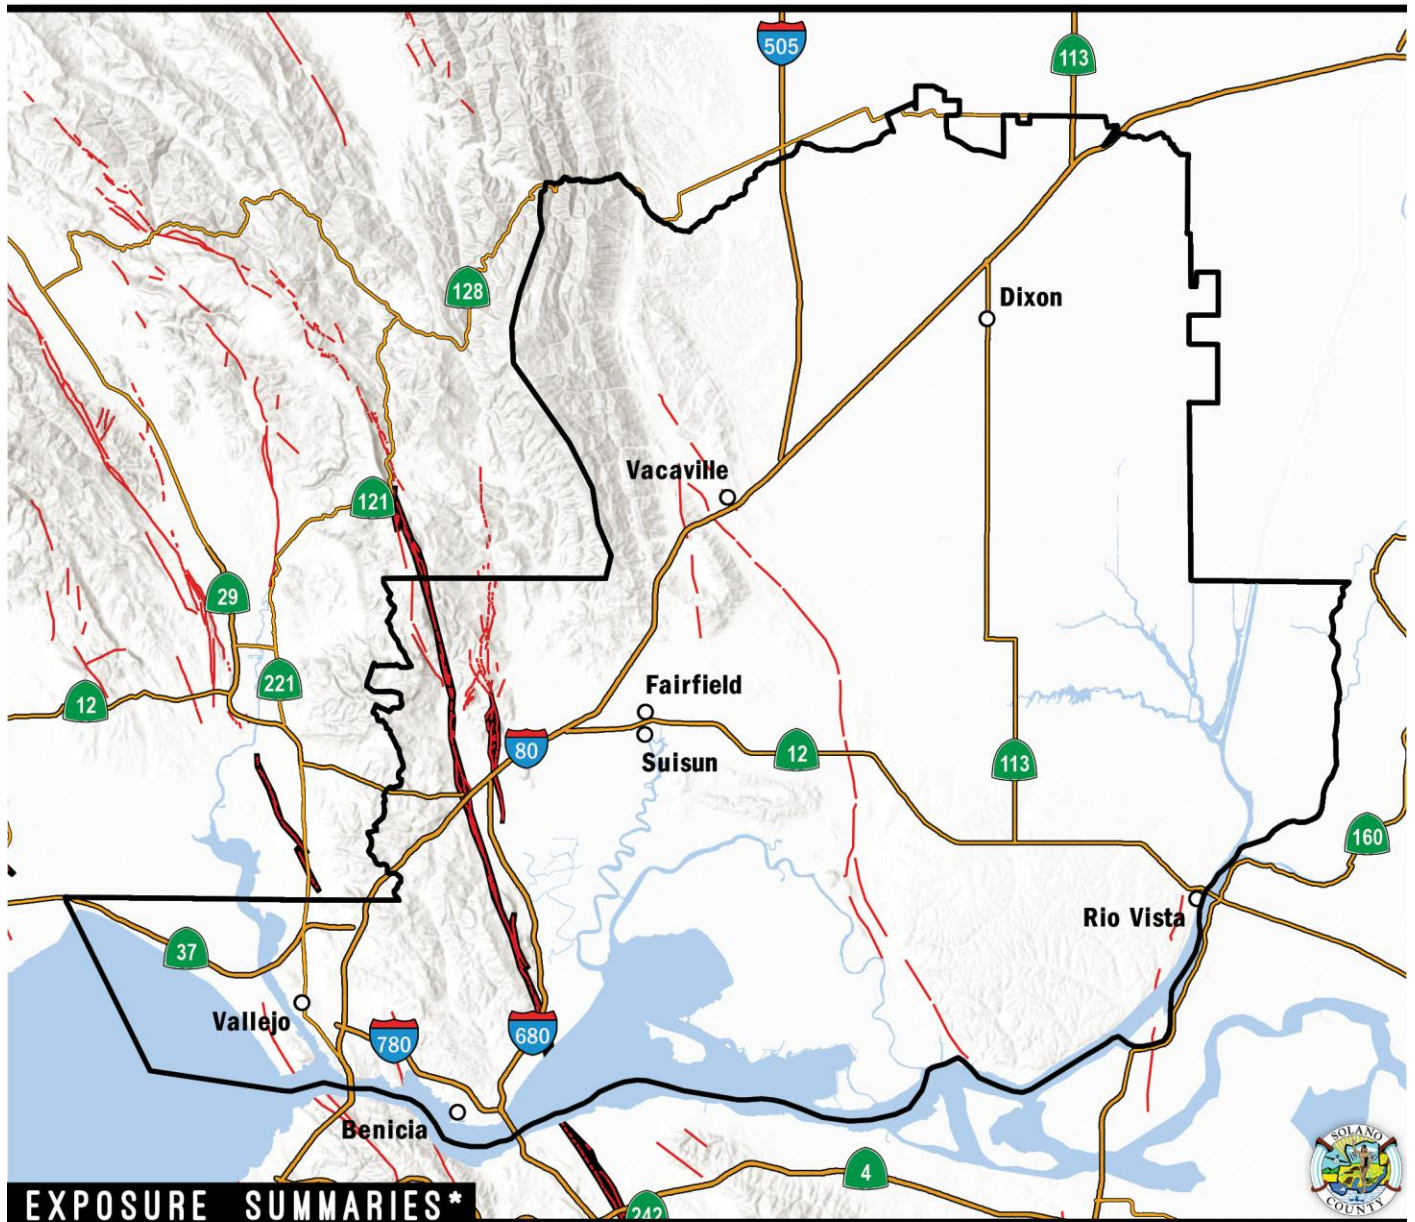 505
113
128
Dixon
Vacaville
121
29
221
12
Fairfield
80
Suisun
12
113
160
Rio Vista
37
Vallejo
780
680
Benicia
4
242
EXPOSURE SUMMARIES*
SOLANO
COUNTY